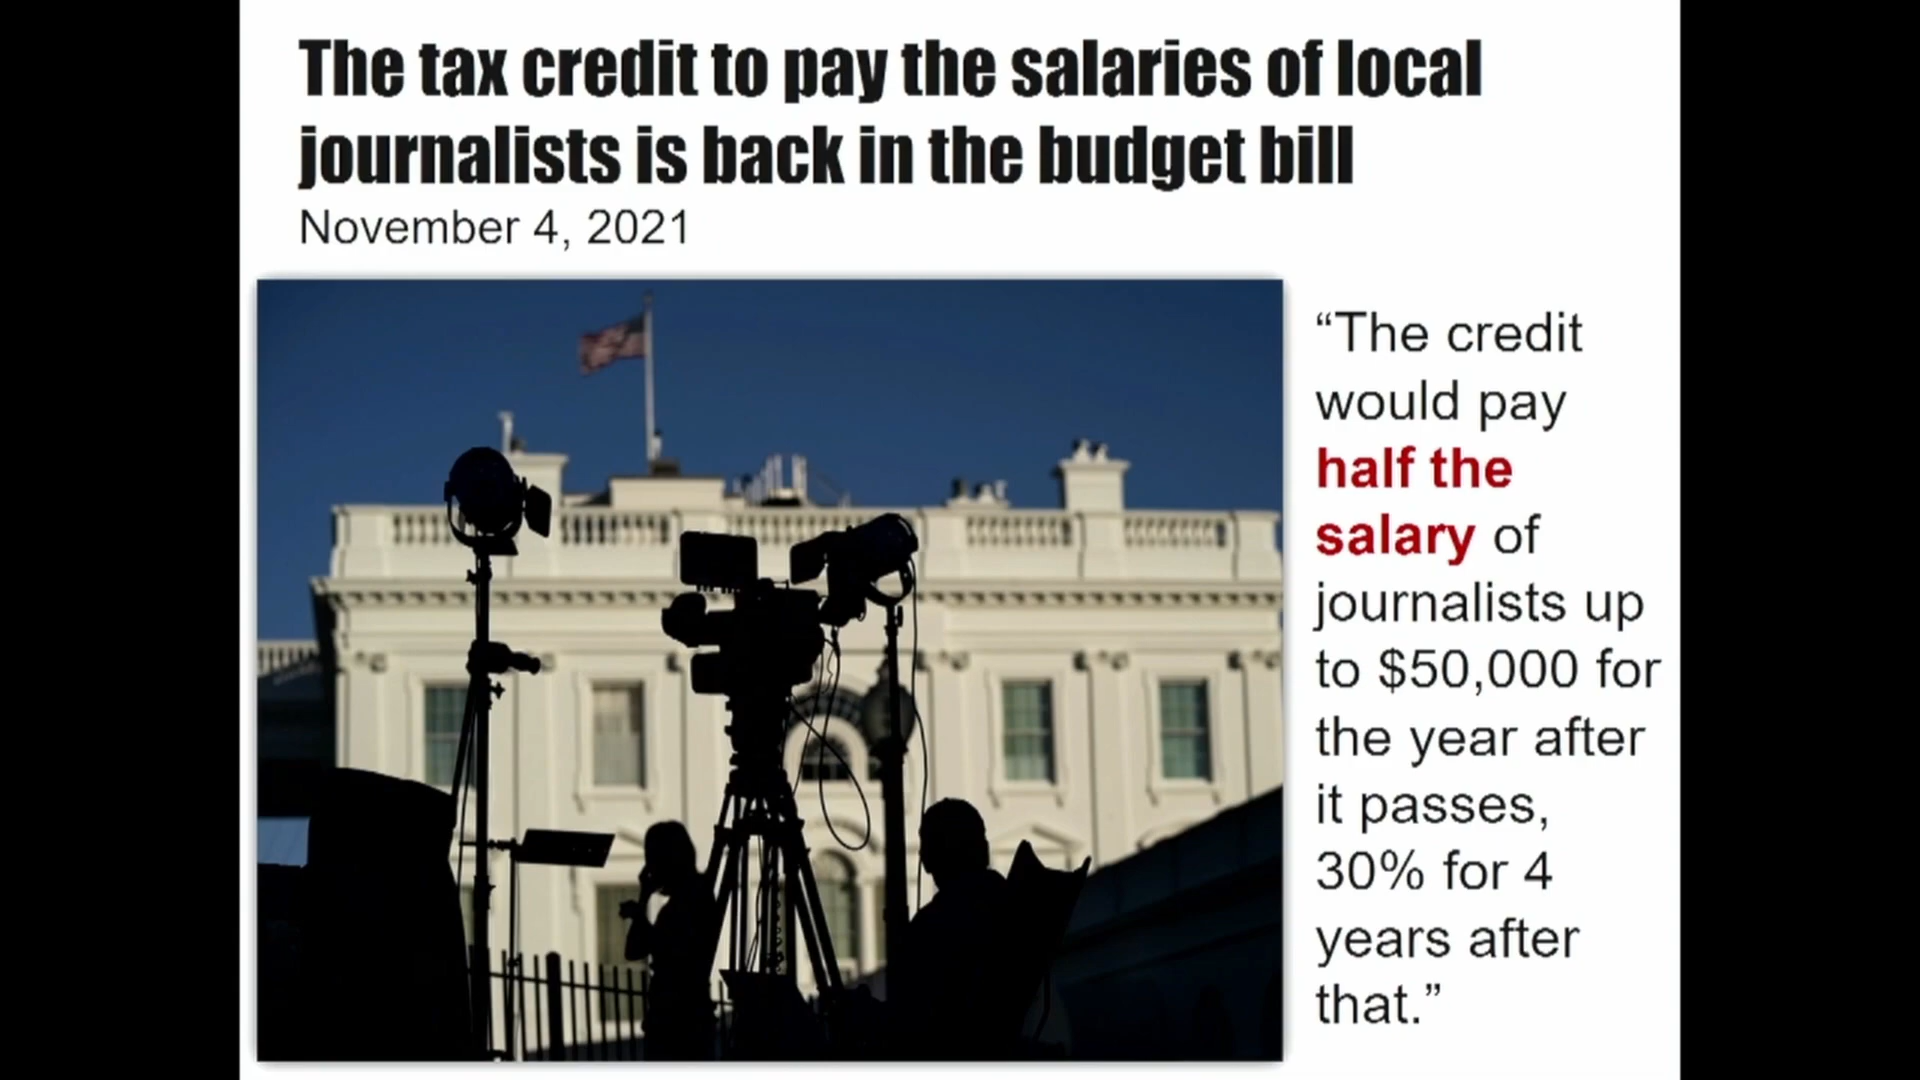 The tax credit to pay the salaries of local
journalists is back in the budget bill
November 4, 2021
“The credit
would pay
half the
salary of
journalists up
to $50,000 for
the year after
it passes,
30% for 4
years after
that.”